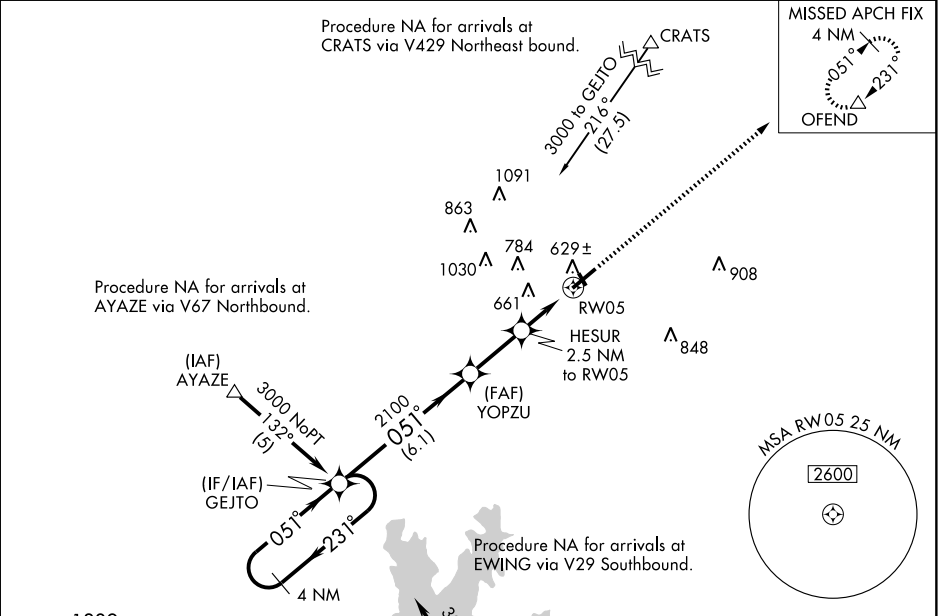 Procedure NA for arrivals at
CRATS via V429 Northeast bound.
MISSED APCH FIX
4 NM
051°
231°
OFEND
CRATS
3000 to GEJTO
216°
(27.5)
1091
863
1030
784
629±
661
908
848
RW05
HESUR
2.5 NM
to RW05
(FAF)
YOPZU
Procedure NA for arrivals at
AYAZE via V67 Northbound.
(IAF)
AYAZE
3000 NoPT
132°
(5)
2100
051°
(6.1)
(IF/IAF)
GEJTO
051°
231°
4 NM
MSA RW05 25 NM
2600
Procedure NA for arrivals at
EWING via V29 Southbound.